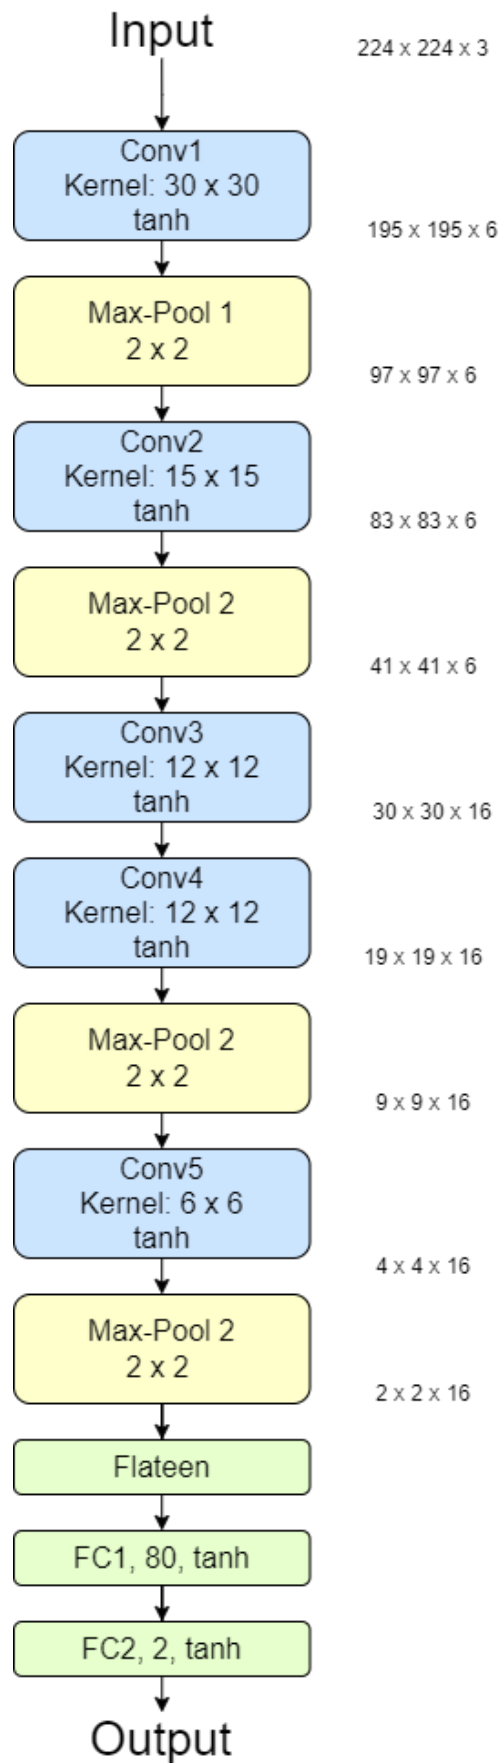 Input
224 x 224 x 3
Conv1
Kernel: 30 x 30
tanh
195 x 195 x 6
Max-Pool 1
2 x 2
97 x 97 x 6
Conv2
Kernel: 15 x 15
tanh
83 x 83 x 6
Max-Pool 2
2 x 2
41 x 41 x 6
Conv3
Kernel: 12 x 12
tanh
30 x 30 x 16
Conv4
Kernel: 12 x 12
tanh
19 x 19 x 16
Max-Pool 2
2 x 2
9 x 9 x 16
Conv5
Kernel: 6 x 6
tanh
4 x 4 x 16
Max-Pool 2
2 x 2
2 x 2 x 16
Flateen
FC1, 80, tanh
FC2, 2, tanh
Output